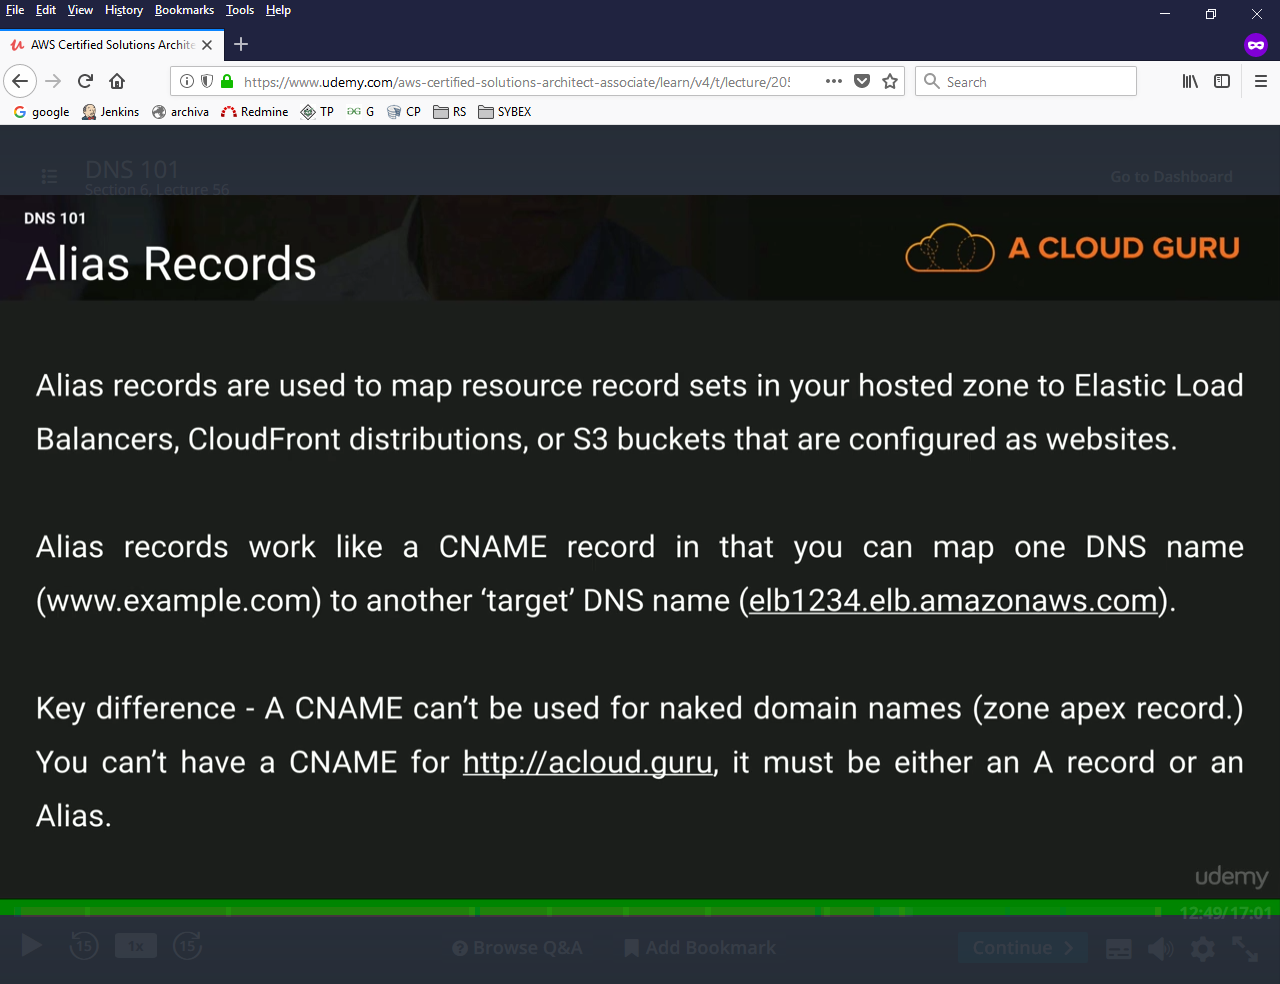 File Edit View History Bookmarks Tools Help
AWS Certified Solutions Archite
https://www.udemy.com/aws-certified-solutions-architect-associate/learn/v4/t/lecture/205
Search
google Jenkins archiva Redmine TP G CP RS SYBEX
DNS 101
Section 6, Lecture 56
Go to Dashboard
DNS 101
Alias Records
A CLOUD GURU
Alias records are used to map resource record sets in your hosted zone to Elastic Load
Balancers, CloudFront distributions, or S3 buckets that are configured as websites.
Alias records work like a CNAME record in that you can map one DNS name
(www.example.com) to another ‘target’ DNS name (elb1234.elb.amazonaws.com).
Key difference - A CNAME can’t be used for naked domain names (zone apex record.)
You can’t have a CNAME for http://acloud.guru, it must be either an A record or an
Alias.
udemy
12:49/17:01
15 1x 15 Browse Q&A Add Bookmark Continue